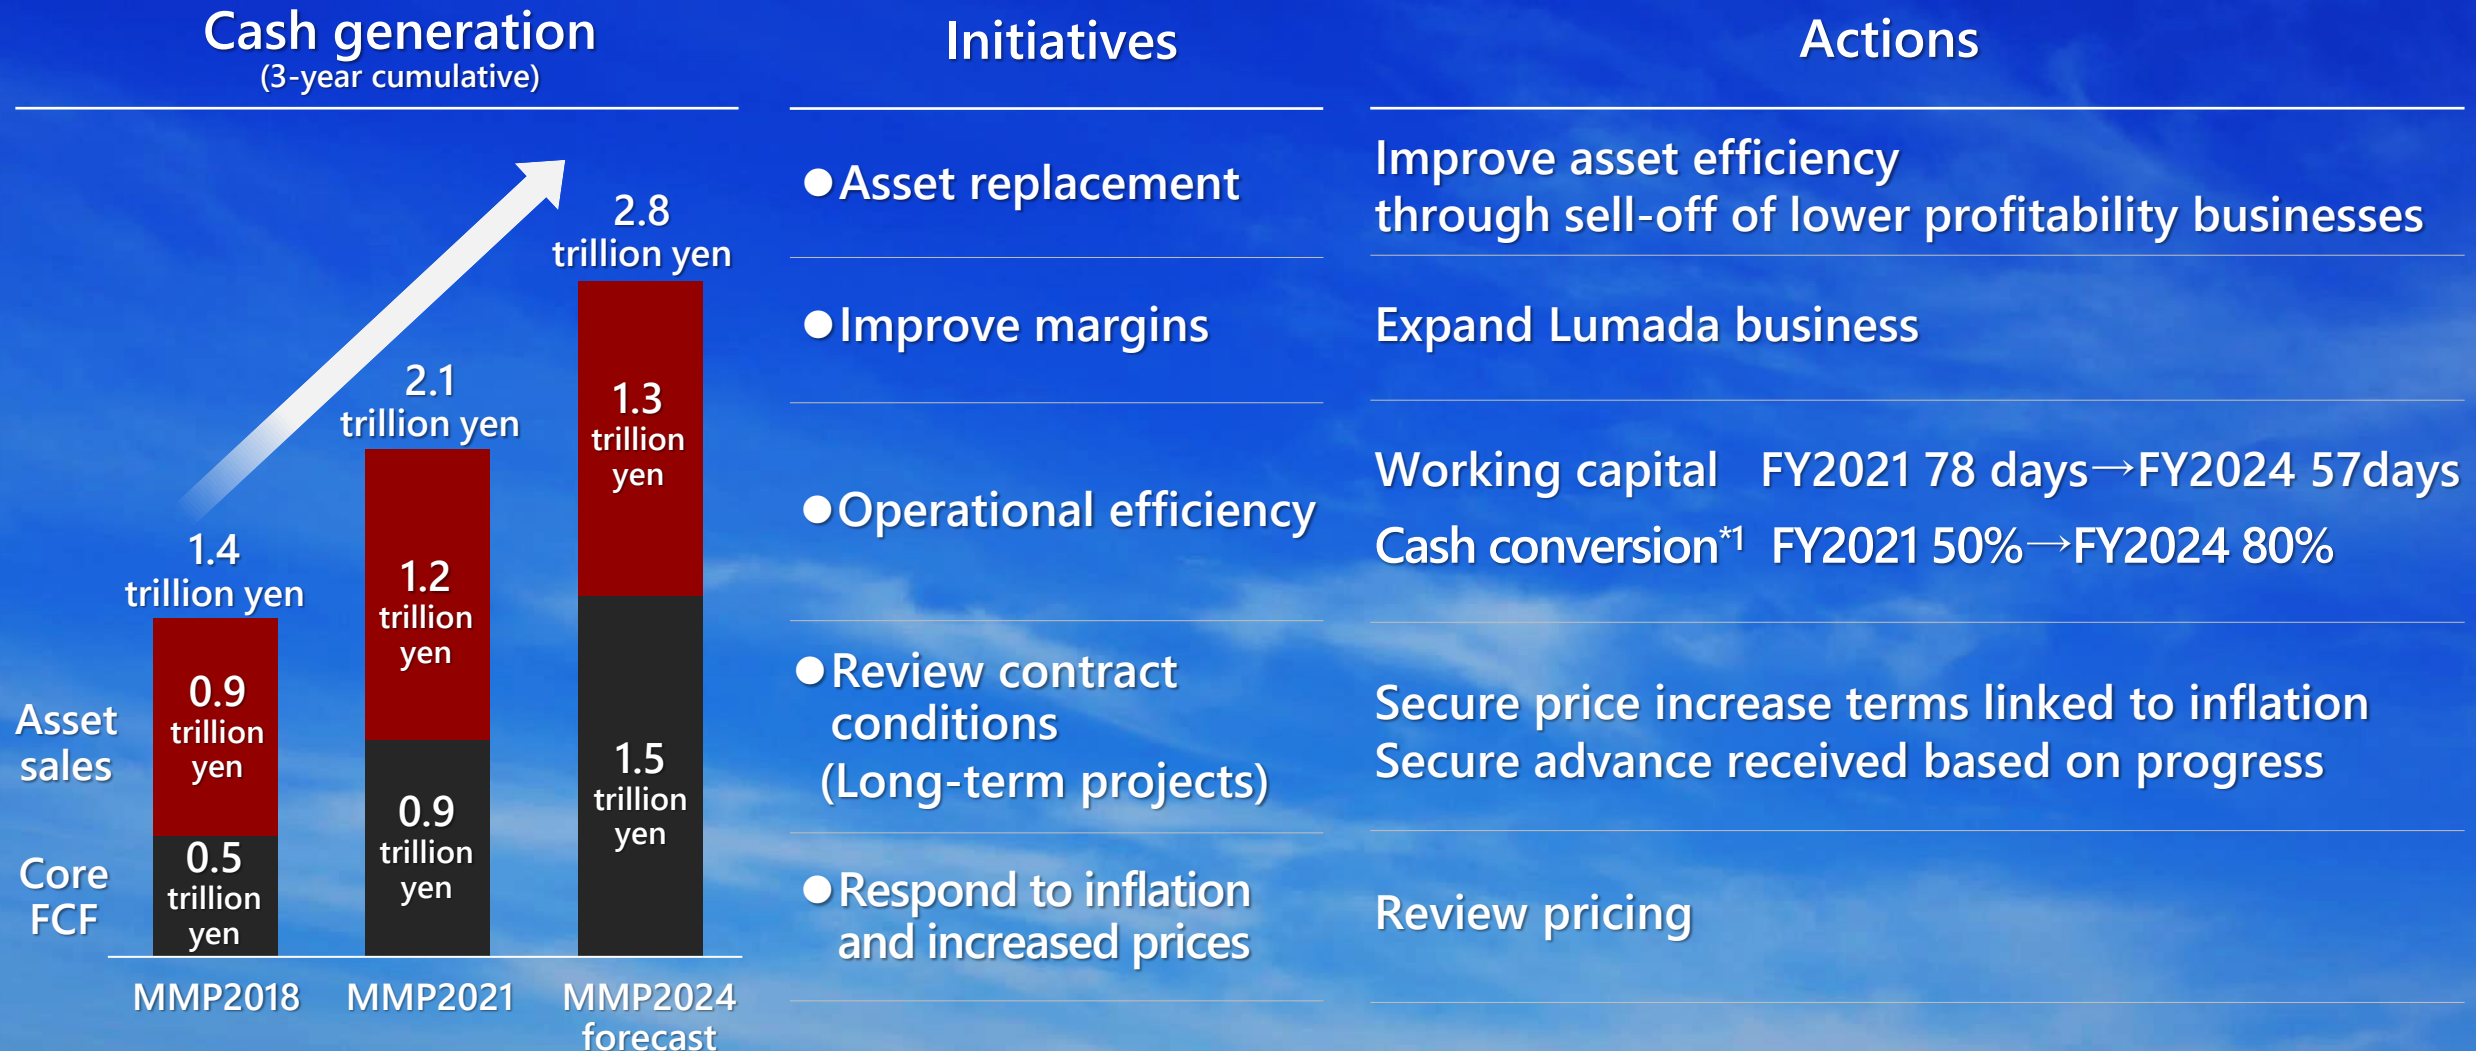 Cash generation
(3-year cumulative)
2.8
trillion yen
2.1
trillion yen
1.4
trillion yen
1.3
trillion
yen
1.2
trillion
yen
0.9
trillion
yen
Asset
sales
1.5
trillion
yen
0.9
trillion
yen
0.5
trillion
yen
Core
FCF
MMP2018
MMP2021
MMP2024
forecast
Initiatives
●Asset replacement
●Improve margins
●Operational efficiency
●Review contract
conditions
(Long-term projects)
●Respond to inflation
and increased prices
Actions
Improve asset efficiency
through sell-off of lower profitability businesses
Expand Lumada business
Working capital FY2021 78 days→FY2024 57days
Cash conversion*1 FY2021 50%→FY2024 80%
Secure price increase terms linked to inflation
Secure advance received based on progress
Review pricing